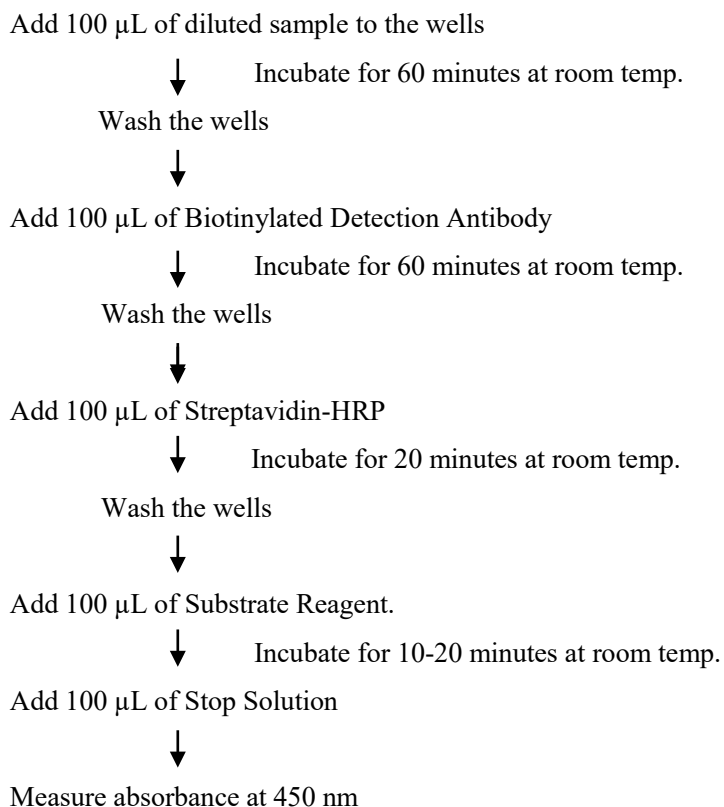 Add 100 µL of diluted sample to the wells
Incubate for 60 minutes at room temp.
Wash the wells
Add 100 µL of Biotinylated Detection Antibody
Incubate for 60 minutes at room temp.
Wash the wells
Add 100 µL of Streptavidin-HRP
Incubate for 20 minutes at room temp.
Wash the wells
Add 100 µL of Substrate Reagent.
Incubate for 10-20 minutes at room temp.
Add 100 µL of Stop Solution
Measure absorbance at 450 nm